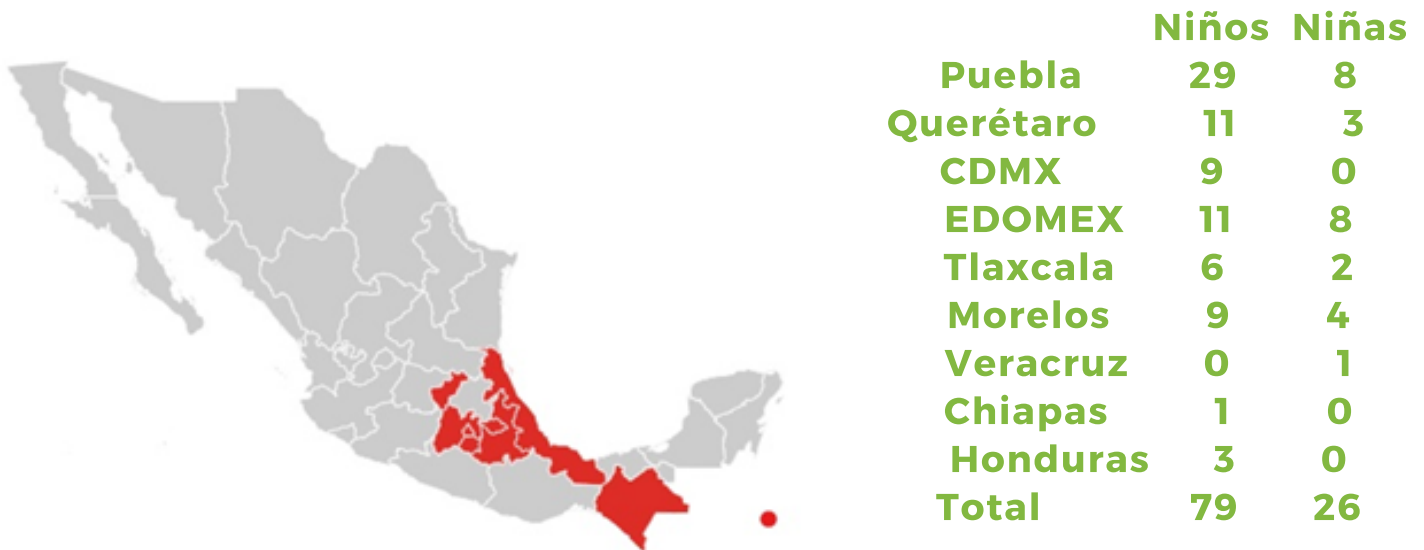 Niños Niñas
Puebla 29 8
Querétaro 11 3
CDMX 9 0
EDOMEX 11 8
Tlaxcala 6 2
Morelos 9 4
Veracruz 0 1
Chiapas 1 0
Honduras 3 0
Total 79 26